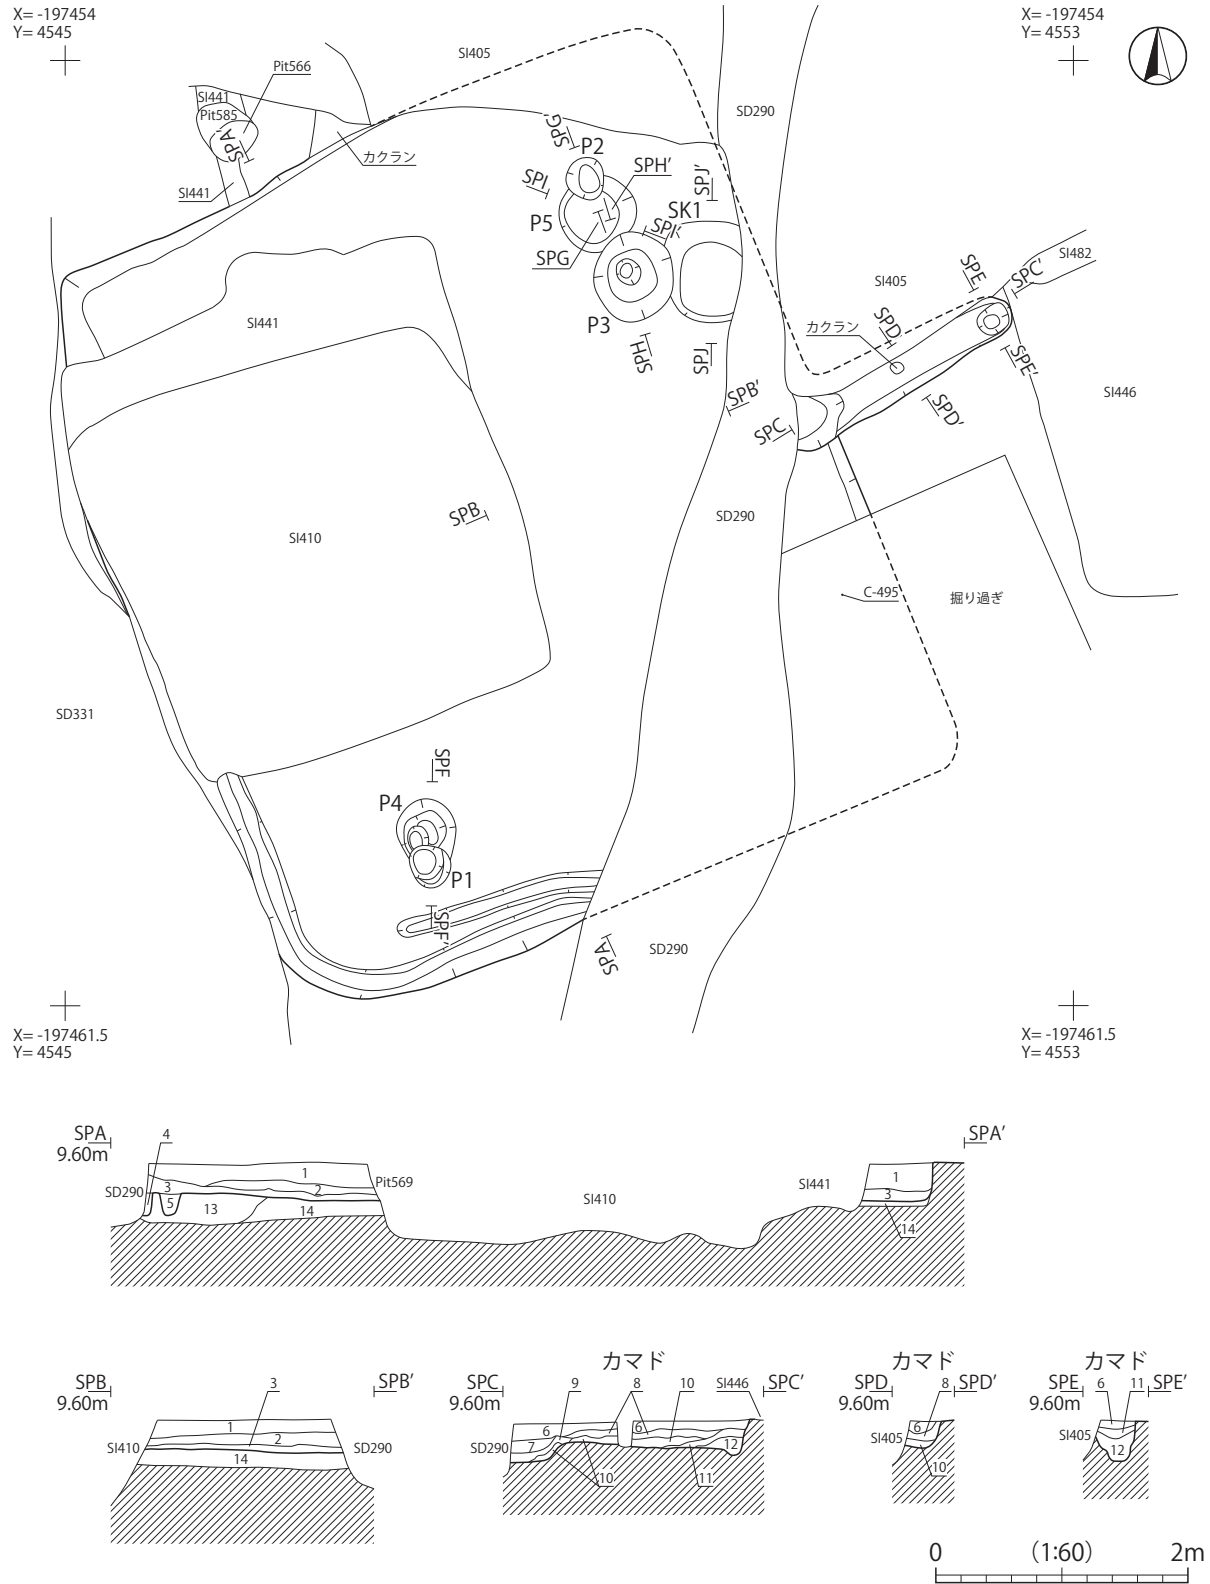 X= -197454
Y= 4545
X= -197454
Y= 4553
SI405
Pit566
SI441
Pit585
SPA'
カクラン
SI441
SPG'
P2
SPI
SPH'
P5
SPG
SK1
SPI'
SPJ'
SD290
P3
SPH
SPJ
SI441
SI405
SPE
SPC'
SI482
カクラン
SPD
SPE'
SPB'
SPC
SPD'
SI446
SPB
SI410
SD290
C-495
掘り過ぎ
SD331
SPF
P4
P1
SPF'
SPA
SD290
X= -197461.5
Y= 4545
X= -197461.5
Y= 4553
SPA
9.60m
4
SPA'
SD290
1
3
2
5
13
14
Pit569
SI410
SI441
1
3
14
SPB
9.60m
3
SPB'
SI410
1
2
14
SD290
カマド
SPC
9.60m
9
8
10
SI446
SPC'
SD290
6
7
6
12
10
11
カマド
SPD
9.60m
8
SPD'
SI405
6
10
カマド
SPE
9.60m
6
11
SPE'
SI405
12
0
(1:60)
2m